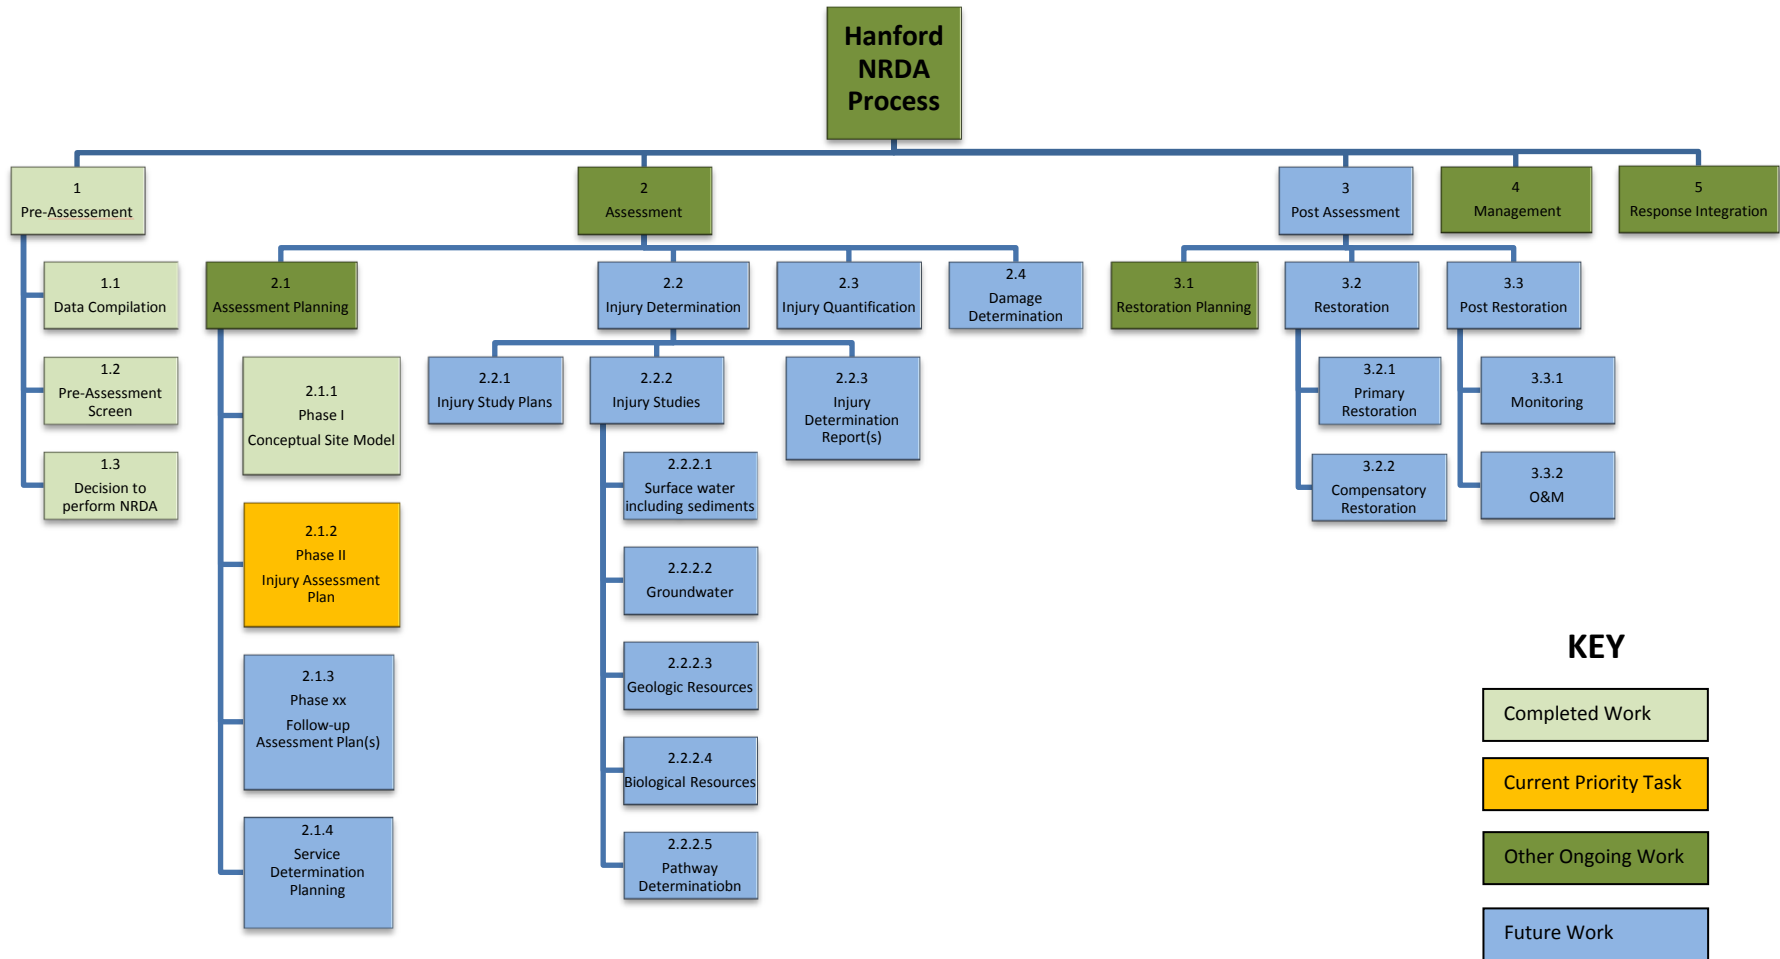 Hanford
NRDA
Process
1
Pre-Assessement
2
Assessment
3
Post Assessment
4
Management
5
Response Integration
1.1
Data Compilation
1.2
Pre-Assessment
Screen
1.3
Decision to
perform NRDA
2.1
Assessment Planning
2.2
Injury Determination
2.3
Injury Quantification
2.4
Damage
Determination
3.1
Restoration Planning
3.2
Restoration
3.3
Post Restoration
2.1.1
Phase I
Conceptual Site Model
2.1.2
Phase II
Injury Assessment
Plan
2.1.3
Phase xx
Follow-up
Assessment Plan(s)
2.1.4
Service
Determination
Planning
2.2.1
Injury Study Plans
2.2.2
Injury Studies
2.2.3
Injury
Determination
Report(s)
2.2.2.1
Surface water
including sediments
2.2.2.2
Groundwater
2.2.2.3
Geologic Resources
2.2.2.4
Biological Resources
2.2.2.5
Pathway
Determinatiobn
3.2.1
Primary
Restoration
3.2.2
Compensatory
Restoration
3.3.1
Monitoring
3.3.2
O&M
KEY
Completed Work
Current Priority Task
Other Ongoing Work
Future Work